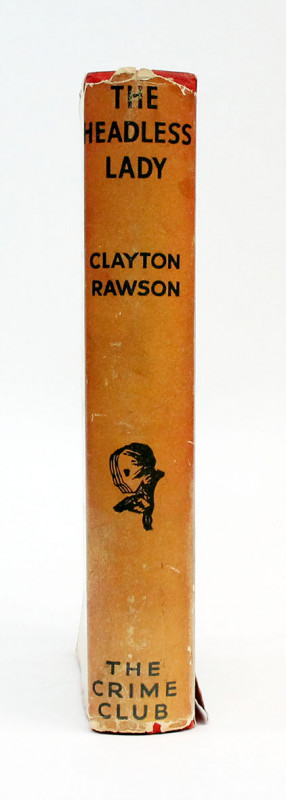 THE
HEADLESS
LADY
CLAYTON
RAWSON
THE
CRIME
CLUB